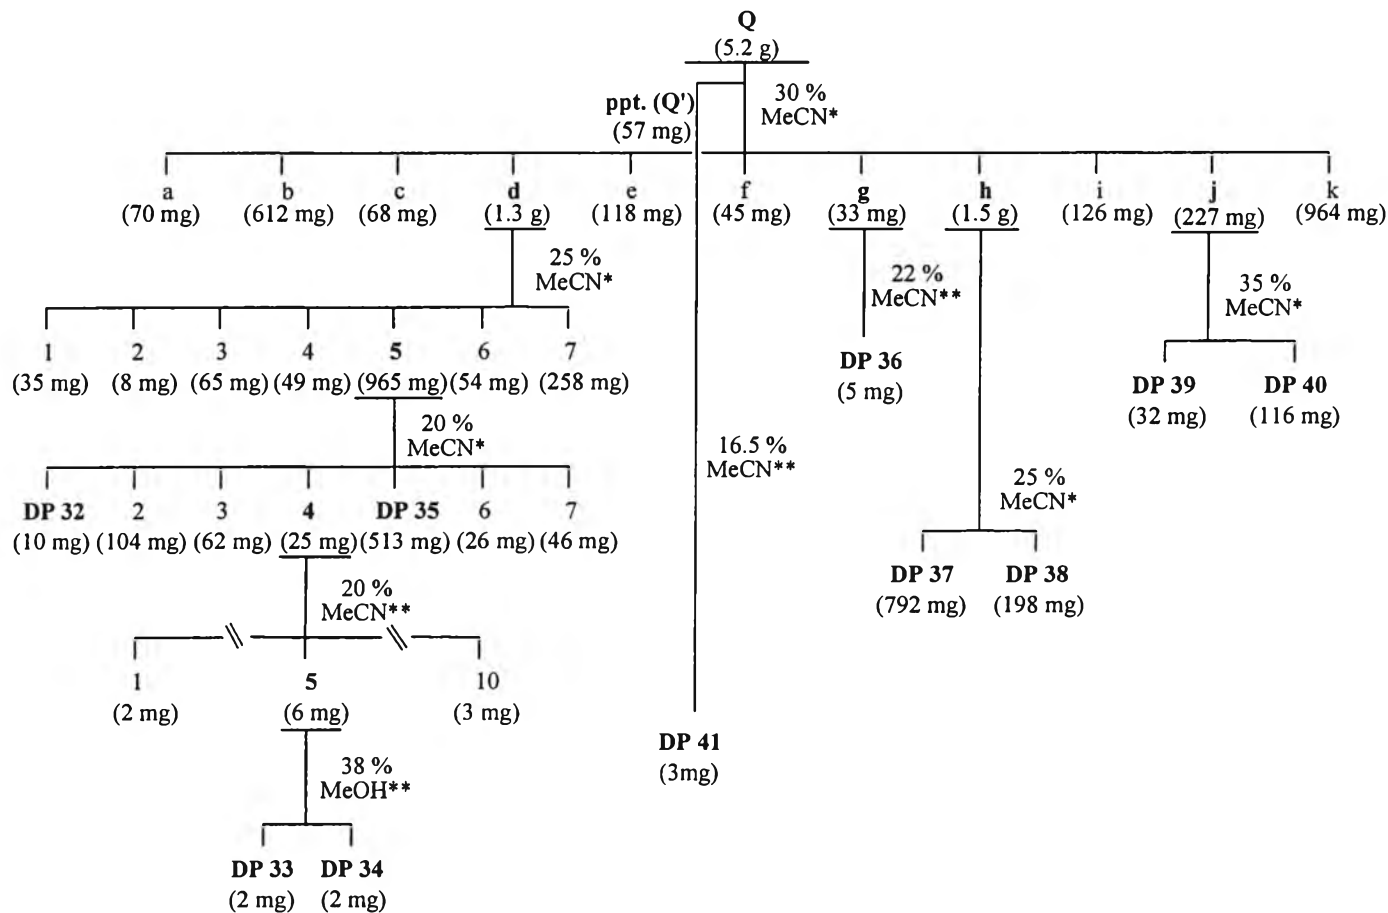 Q
(5.2 g)
ppt. (Q')
(57 mg)
30 %
MeCN*
a b c d e f g h i j k
(70 mg) (612 mg) (68 mg) (1.3 g) (118 mg) (45 mg) (33 mg) (1.5 g) (126 mg) (227 mg) (964 mg)
25 %
MeCN*
22 %
MeCN**
35 %
MeCN*
1 2 3 4 5 6 7
(35 mg) (8 mg) (65 mg) (49 mg) (965 mg) (54 mg) (258 mg)
DP 36
(5 mg)
DP 39 DP 40
(32 mg) (116 mg)
20 %
MeCN*
16.5 %
MeCN**
25 %
MeCN*
DP 32 2 3 4 DP 35 6 7
(10 mg) (104 mg) (62 mg) (25 mg) (513 mg) (26 mg) (46 mg)
DP 37 DP 38
(792 mg) (198 mg)
20 %
MeCN**
1 5 10
(2 mg) (6 mg) (3 mg)
DP 41
(3mg)
38 %
MeOH**
DP 33 DP 34
(2 mg) (2 mg)